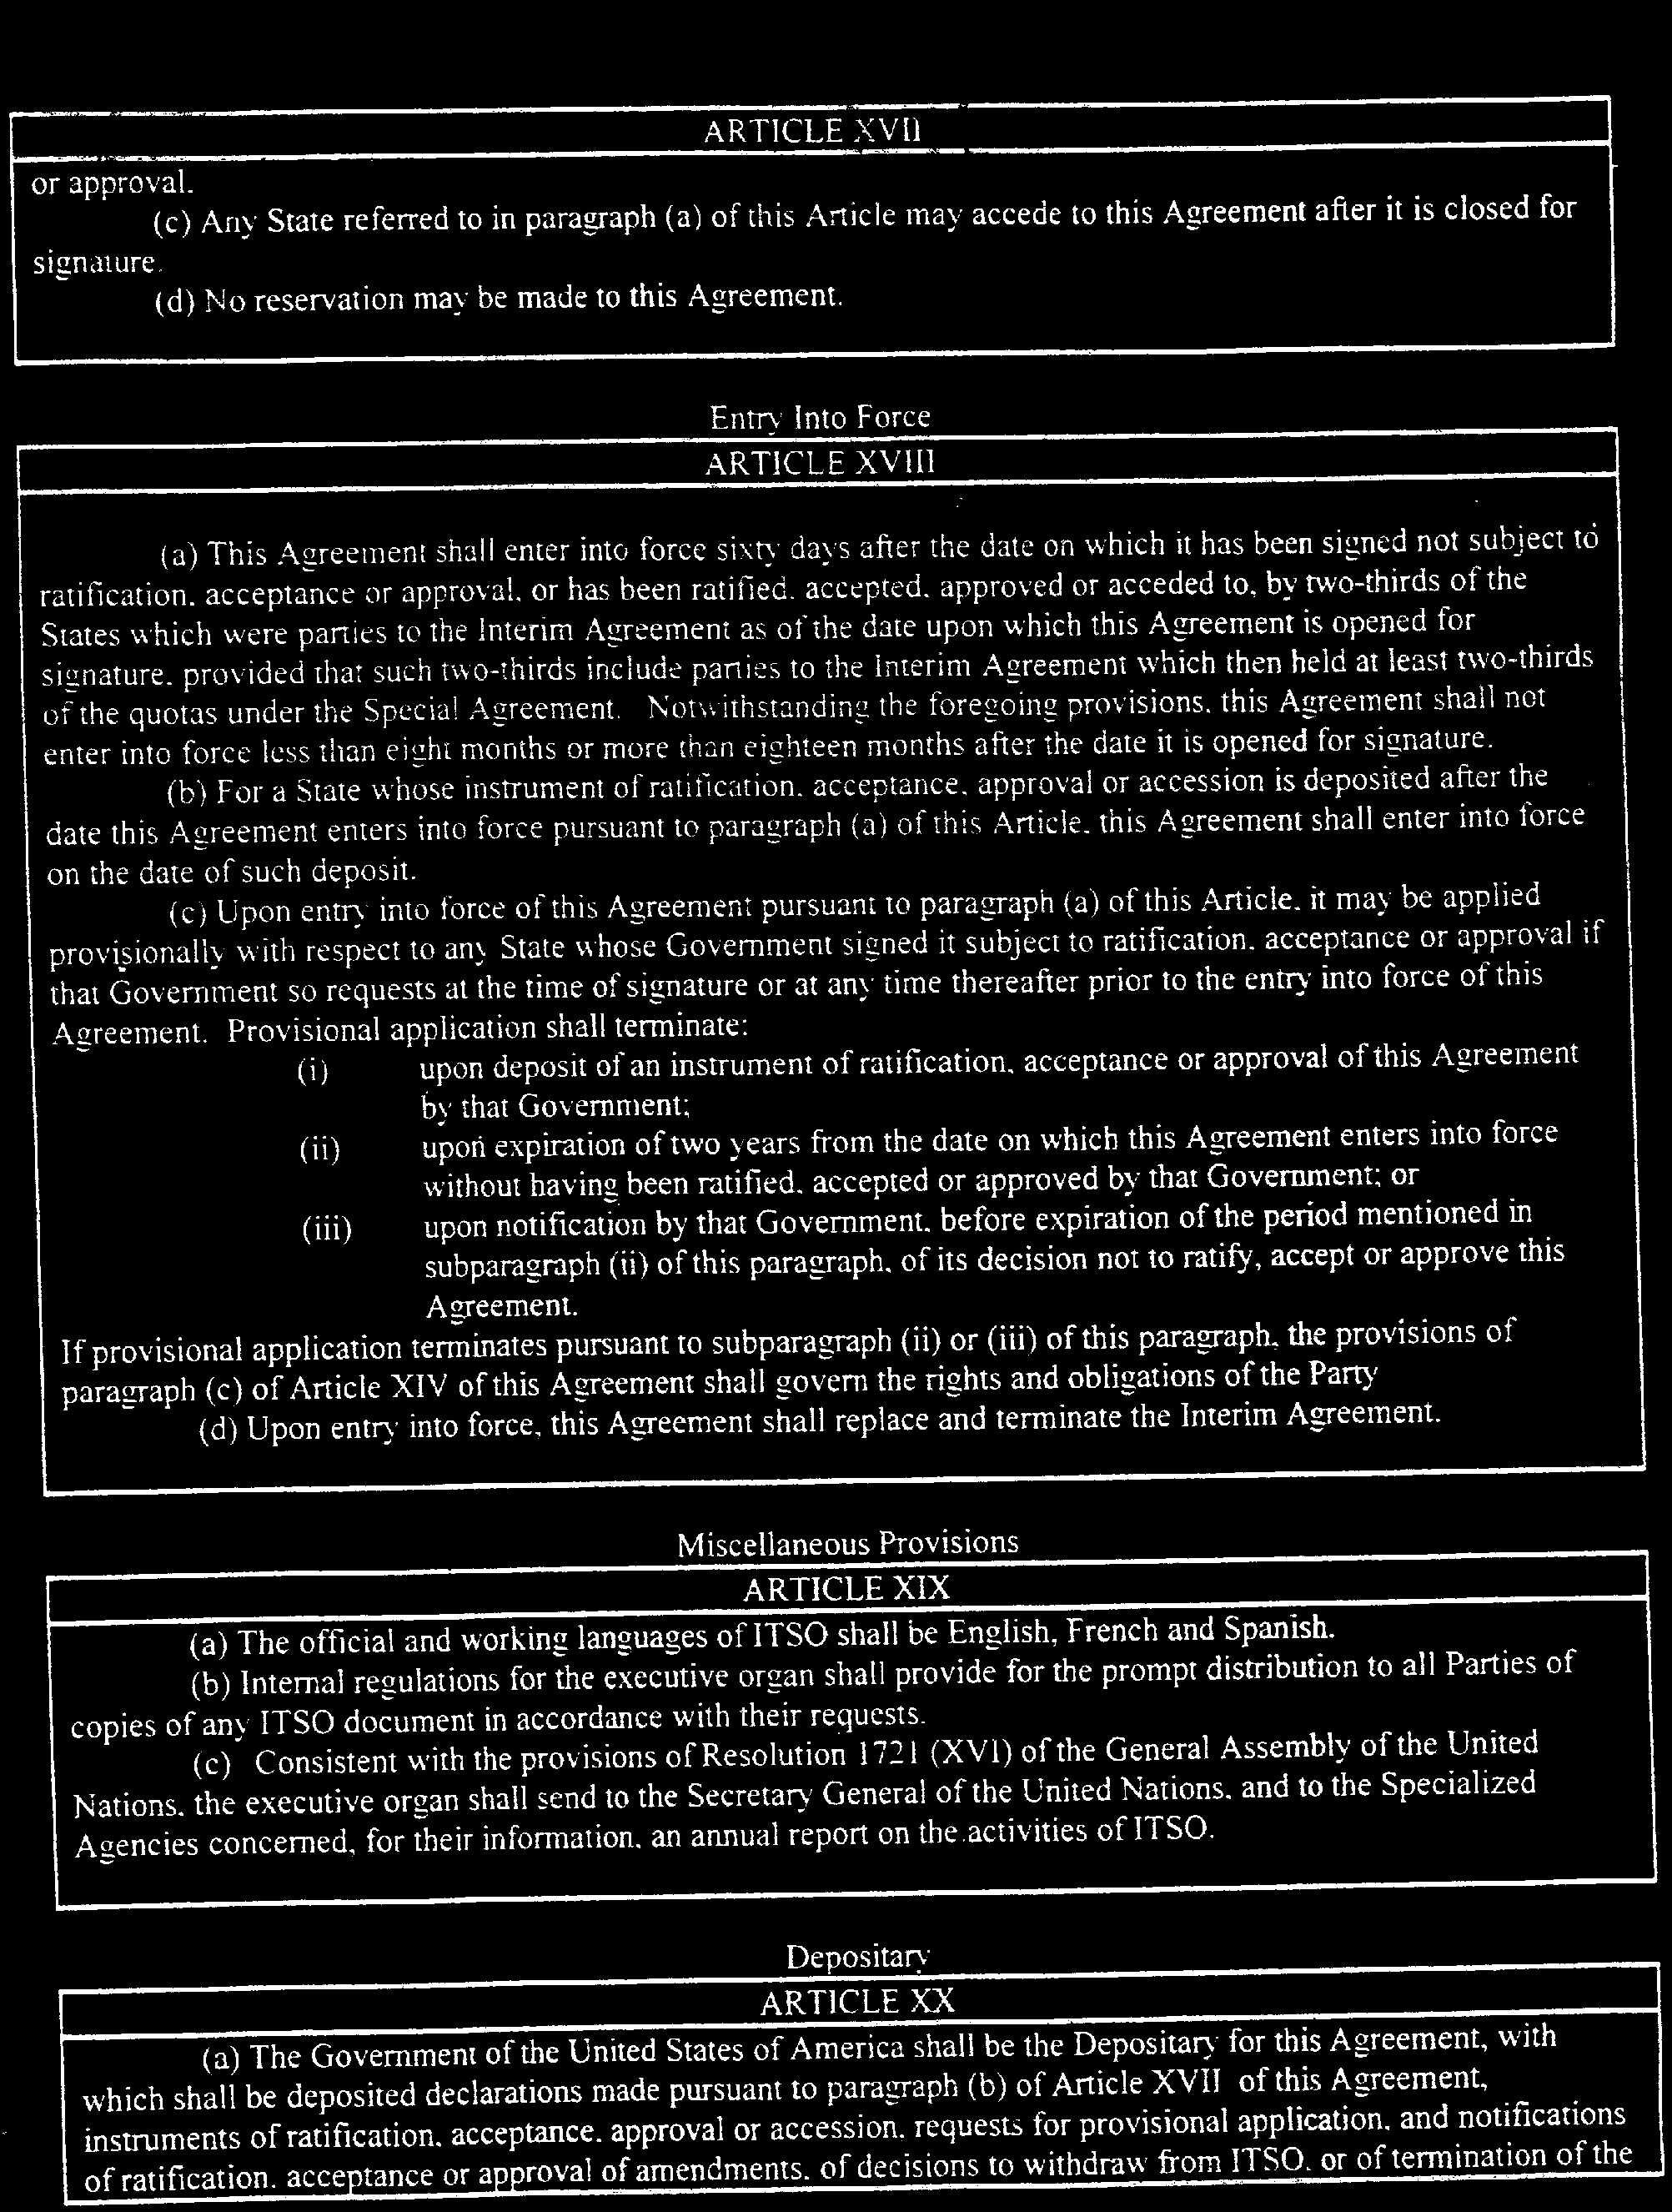 ARTICLE XVII
or approval.
(c) Any State referred to in paragraph (a) of this Article may accede to this Agreement after it is closed for
signature.
(d) No reservation may be made to this Agreement.
Entry Into Force
ARTICLE XVIII
(a) This Agreement shall enter into force sixty days after the date on which it has been signed not subject to
ratification, acceptance or approval, or has been ratified, accepted, approved or acceded to, by two-thirds of the
States which were parties to the Interim Agreement as of the date upon which this Agreement is opened for
signature, provided that such two-thirds include parties to the Interim Agreement which then held at least two-thirds
of the quotas under the Special Agreement. Notwithstanding the foregoing provisions, this Agreement shall not
enter into force less than eight months or more than eighteen months after the date it is opened for signature.
(b) For a State whose instrument of ratification, acceptance, approval or accession is deposited after the
date this Agreement enters into force pursuant to paragraph (a) of this Article, this Agreement shall enter into force
on the date of such deposit.
(c) Upon entry into force of this Agreement pursuant to paragraph (a) of this Article, it may be applied
provisionally with respect to any State whose Government signed it subject to ratification, acceptance or approval if
that Government so requests at the time of signature or at any time thereafter prior to the entry into force of this
Agreement. Provisional application shall terminate:
(i) upon deposit of an instrument of ratification, acceptance or approval of this Agreement
by that Government;
(ii) upon expiration of two years from the date on which this Agreement enters into force
without having been ratified, accepted or approved by that Government; or
(iii) upon notification by that Government, before expiration of the period mentioned in
subparagraph (ii) of this paragraph, of its decision not to ratify, accept or approve this
Agreement.
If provisional application terminates pursuant to subparagraph (ii) or (iii) of this paragraph, the provisions of
paragraph (c) of Article XIV of this Agreement shall govern the rights and obligations of the Party
(d) Upon entry into force, this Agreement shall replace and terminate the Interim Agreement.
Miscellaneous Provisions
ARTICLE XIX
(a) The official and working languages of ITSO shall be English, French and Spanish.
(b) Internal regulations for the executive organ shall provide for the prompt distribution to all Parties of
copies of any ITSO document in accordance with their requests.
(c) Consistent with the provisions of Resolution 1721 (XVI) of the General Assembly of the United
Nations, the executive organ shall send to the Secretary General of the United Nations, and to the Specialized
Agencies concerned, for their information, an annual report on the activities of ITSO.
Depositary
ARTICLE XX
(a) The Government of the United States of America shall be the Depositary for this Agreement, with
which shall be deposited declarations made pursuant to paragraph (b) of Article XVII of this Agreement,
instruments of ratification, acceptance, approval or accession, requests for provisional application, and notifications
of ratification, acceptance or approval of amendments, of decisions to withdraw from ITSO, or of termination of the